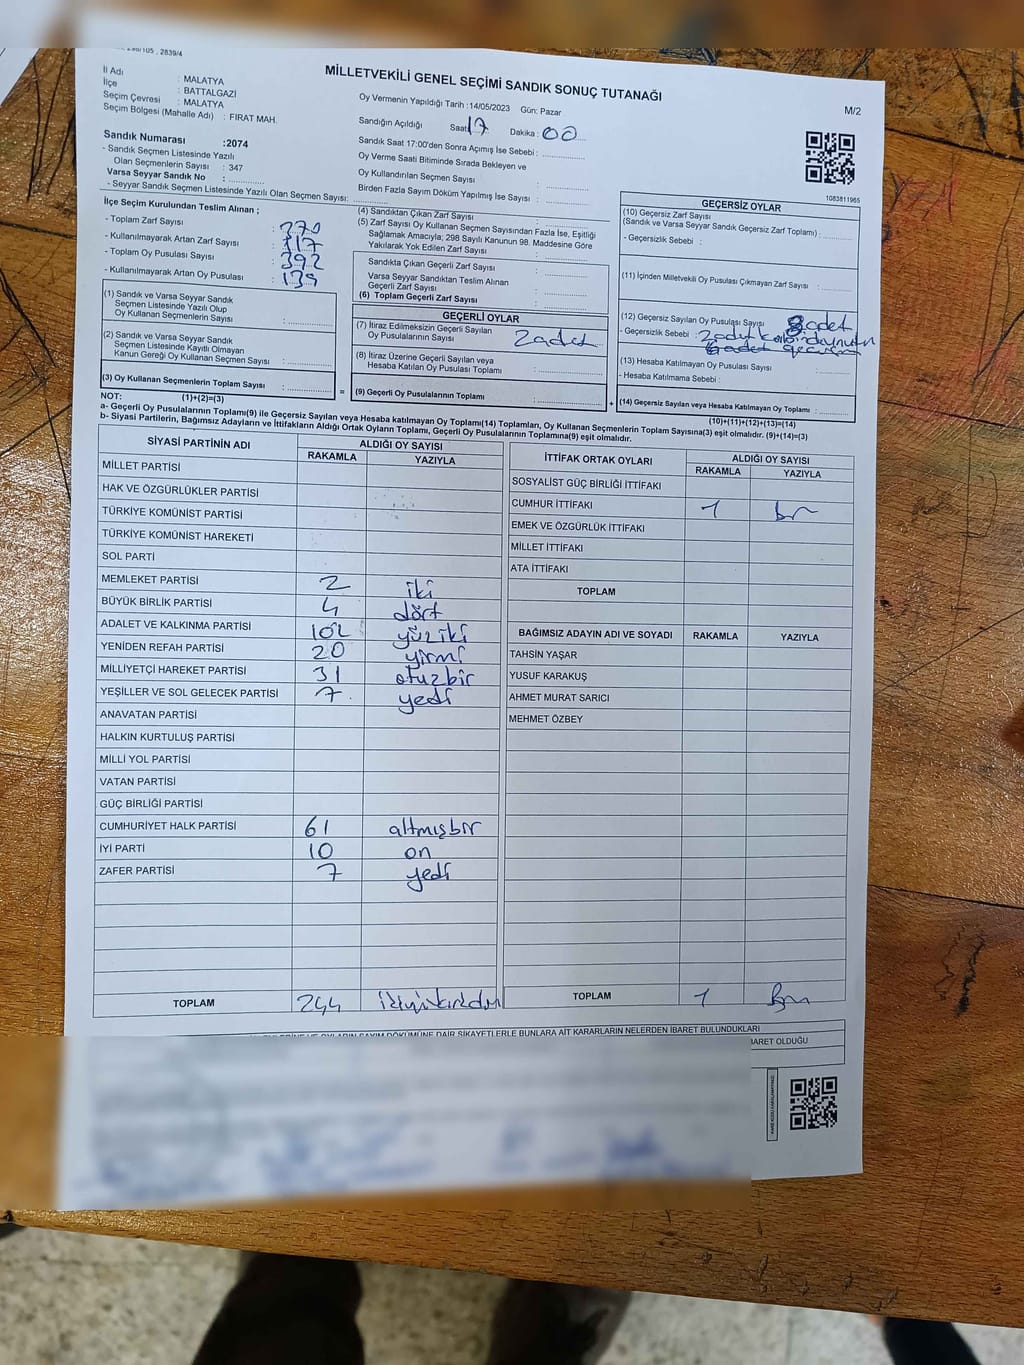 298/105 , 2839/4
MİLLETVEKİLİ GENEL SEÇİMİ SANDIK SONUÇ TUTANAĞI
M/2
İl Adı : MALATYA
İlçe : BATTALGAZİ
Seçim Çevresi : MALATYA
Seçim Bölgesi (Mahalle Adı) : FIRAT MAH.
Sandık Numarası :2074
- Sandık Seçmen Listesinde Yazılı
Olan Seçmenlerin Sayısı : 347
Varsa Seyyar Sandık No :
- Seyyar Sandık Seçmen Listesinde Yazılı Olan Seçmen Sayısı:
Oy Vermenin Yapıldığı Tarih :14/05/2023 Gün: Pazar
Sandığın Açıldığı Saat: 17 Dakika : 00
Sandık Saat 17:00'den Sonra Açımış İse Sebebi :
Oy Verme Saati Bitiminde Sırada Bekleyen ve
Oy Kullandırılan Seçmen Sayısı :
Birden Fazla Sayım Döküm Yapılmış İse Sayısı :
1083811965
İlçe Seçim Kurulundan Teslim Alınan ;
- Toplam Zarf Sayısı : 370
- Kullanılmayarak Artan Zarf Sayısı : 317
- Toplam Oy Pusulası Sayısı : 392
- Kullanılmayarak Artan Oy Pusulası : 139
(1) Sandık ve Varsa Seyyar Sandık
Seçmen Listesinde Yazılı Olup
Oy Kullanan Seçmenlerin Sayısı :
(2) Sandık ve Varsa Seyyar Sandık
Seçmen Listesinde Kayıtlı Olmayan
Kanun Gereği Oy Kullanan Seçmen Sayısı :
(3) Oy Kullanan Seçmenlerin Toplam Sayısı :
(4) Sandıktan Çıkan Zarf Sayısı :
(5) Zarf Sayısı Oy Kullanan Seçmen Sayısından Fazla İse, Eşitliği
Sağlamak Amacıyla; 298 Sayılı Kanunun 98. Maddesine Göre
Yakılarak Yok Edilen Zarf Sayısı :
Sandıkta Çıkan Geçerli Zarf Sayısı :
Varsa Seyyar Sandıktan Teslim Alınan
Geçerli Zarf Sayısı :
(6) Toplam Geçerli Zarf Sayısı :
GEÇERLİ OYLAR
(7) İtiraz Edilmeksizin Geçerli Sayılan
Oy Pusulalarının Sayısı : 2 adet
(8) İtiraz Üzerine Geçerli Sayılan veya
Hesaba Katılan Oy Pusulası Toplamı :
= (9) Geçerli Oy Pusulalarının Toplamı :
GEÇERSİZ OYLAR
(10) Geçersiz Zarf Sayısı
(Sandık ve Varsa Seyyar Sandık Geçersiz Zarf Toplamı) :
- Geçersizlik Sebebi :
(11) İçinden Milletvekili Oy Pusulası Çıkmayan Zarf Sayısı :
(12) Geçersiz Sayılan Oy Pusulası Sayısı : 8 adet
- Geçersizlik Sebebi : 2 adet
adet geçersiz
(13) Hesaba Katılmayan Oy Pusulası Sayısı :
- Hesaba Katılmama Sebebi :
+ (14) Geçersiz Sayılan veya Hesaba Katılmayan Oy Toplamı :
NOT: (1)+(2)=(3)
(10)+(11)+(12)+(13)=(14)
a- Geçerli Oy Pusulalarının Toplamı(9) ile Geçersiz Sayılan veya Hesaba katılmayan Oy Toplamı(14) Toplamları, Oy Kullanan Seçmenlerin Toplam Sayısına(3) eşit olmalıdır. (9)+(14)=(3)
b- Siyasi Partilerin, Bağımsız Adayların ve İttifakların Aldığı Ortak Oyların Toplamı, Geçerli Oy Pusulalarının Toplamına(9) eşit olmalıdır.
SİYASİ PARTİNİN ADI ALDIĞI OY SAYISI
RAKAMLA YAZIYLA
MİLLET PARTİSİ
HAK VE ÖZGÜRLÜKLER PARTİSİ
TÜRKİYE KOMÜNİST PARTİSİ
TÜRKİYE KOMÜNİST HAREKETİ
SOL PARTİ
MEMLEKET PARTİSİ 2 iki
BÜYÜK BİRLİK PARTİSİ 4 dört
ADALET VE KALKINMA PARTİSİ 102 yüz iki
YENİDEN REFAH PARTİSİ 20 yirmi
MİLLİYETÇİ HAREKET PARTİSİ 31 otuzbir
YEŞİLLER VE SOL GELECEK PARTİSİ 7 yedi
ANAVATAN PARTİSİ
HALKIN KURTULUŞ PARTİSİ
MİLLİ YOL PARTİSİ
VATAN PARTİSİ
GÜÇ BİRLİĞİ PARTİSİ
CUMHURİYET HALK PARTİSİ 61 altmışbir
İYİ PARTİ 10 on
ZAFER PARTİSİ 7 yedi
TOPLAM 244
İTTİFAK ORTAK OYLARI ALDIĞI OY SAYISI
RAKAMLA YAZIYLA
SOSYALİST GÜÇ BİRLİĞİ İTTİFAKI
CUMHUR İTTİFAKI 1 bir
EMEK VE ÖZGÜRLÜK İTTİFAKI
MİLLET İTTİFAKI
ATA İTTİFAKI
TOPLAM
BAĞIMSIZ ADAYIN ADI VE SOYADI RAKAMLA YAZIYLA
TAHSİN YAŞAR
YUSUF KARAKUŞ
AHMET MURAT SARICI
MEHMET ÖZBEY
TOPLAM 1 Bir
OYLARIN SAYIM DÖKÜMÜNE DAİR ŞİKAYETLERLE BUNLARA AİT KARARLARIN NELERDEN İBARET BULUNDUKLARI
İBARET OLDUĞU